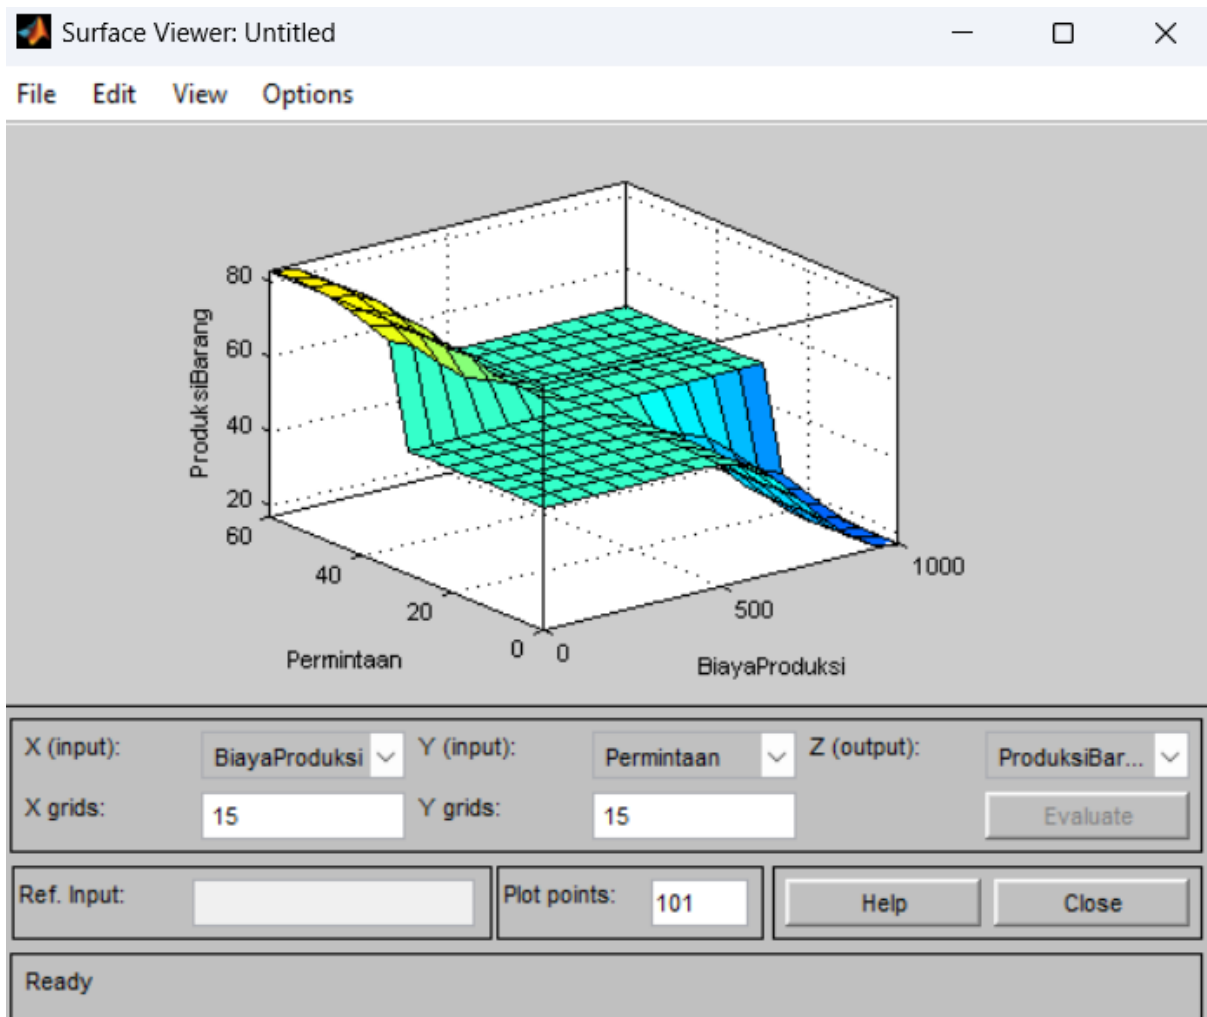 Surface Viewer: Untitled
File Edit View Options
80
60
40
20
ProduksiBarang
60
40
20
0
Permintaan
0
500
1000
BiayaProduksi
X (input): BiayaProduksi Y (input): Permintaan Z (output): ProduksiBar...
X grids: 15 Y grids: 15 Evaluate
Ref. Input: Plot points: 101 Help Close
Ready